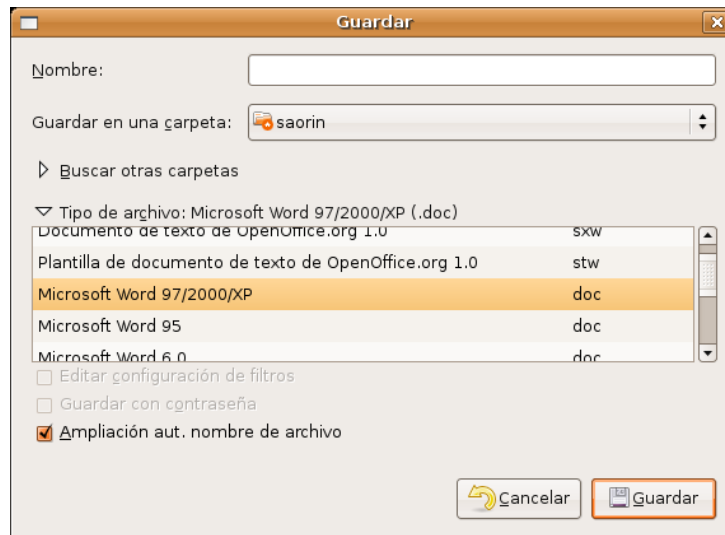 Guardar
Nombre:
Guardar en una carpeta: saorin
Buscar otras carpetas
Tipo de archivo: Microsoft Word 97/2000/XP (.doc)
Documento de texto de OpenOffice.org 1.0 sxw
Plantilla de documento de texto de OpenOffice.org 1.0 stw
Microsoft Word 97/2000/XP doc
Microsoft Word 95 doc
Microsoft Word 6.0 doc
Editar configuración de filtros
Guardar con contraseña
Ampliación aut. nombre de archivo
Cancelar Guardar